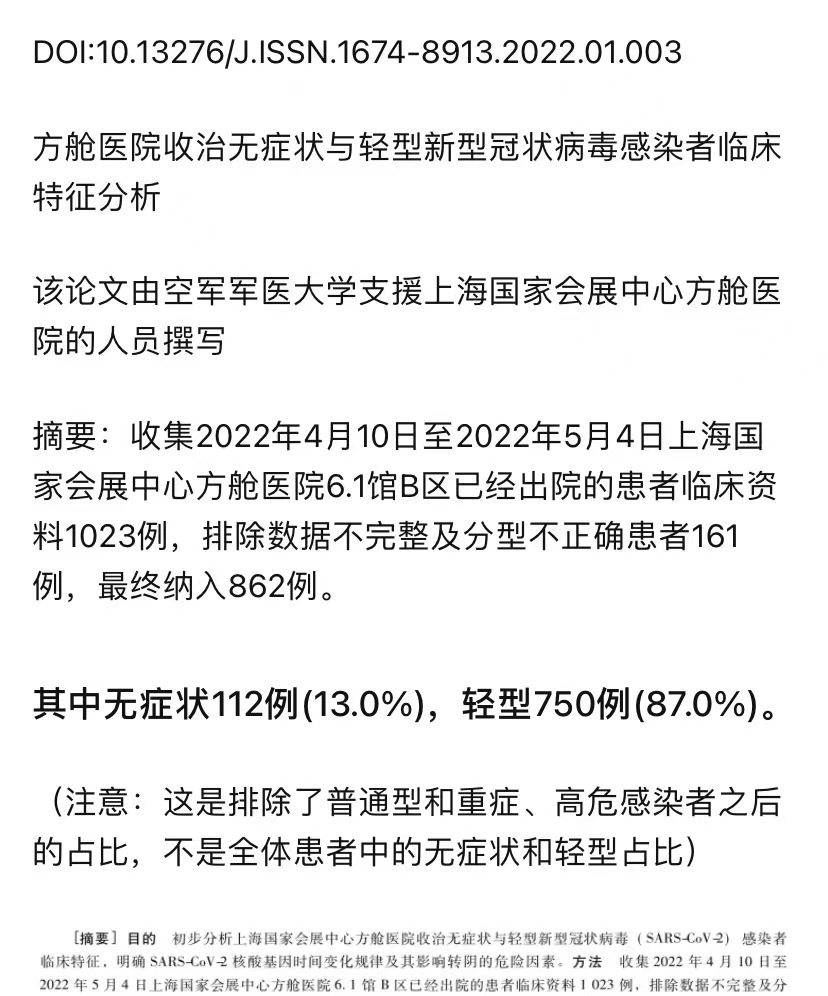 DOI:10.13276/J.ISSN.1674-8913.2022.01.003
方舱医院收治无症状与轻型新型冠状病毒感染者临床
特征分析
该论文由空军军医大学支援上海国家会展中心方舱医
院的人员撰写
摘要：收集2022年4月10日至2022年5月4日上海国
家会展中心方舱医院6.1馆B区已经出院的患者临床资
料1023例，排除数据不完整及分型不正确患者161
例，最终纳入862例。
其中无症状112例(13.0%)，轻型750例(87.0%)。
（注意：这是排除了普通型和重症、高危感染者之后
的占比，不是全体患者中的无症状和轻型占比）
［摘要］目的 初步分析上海国家会展中心方舱医院收治无症状与轻型新型冠状病毒（SARS-CoV-2）感染者
临床特征，明确 SARS-CoV-2 核酸基因时间变化规律及其影响转阴的危险因素。方法 收集 2022 年 4 月 10 日至
2022 年 5 月 4 日上海国家会展中心方舱医院 6.1 馆 B 区已经出院的患者临床资料 1 023 例，排除数据不完整及分